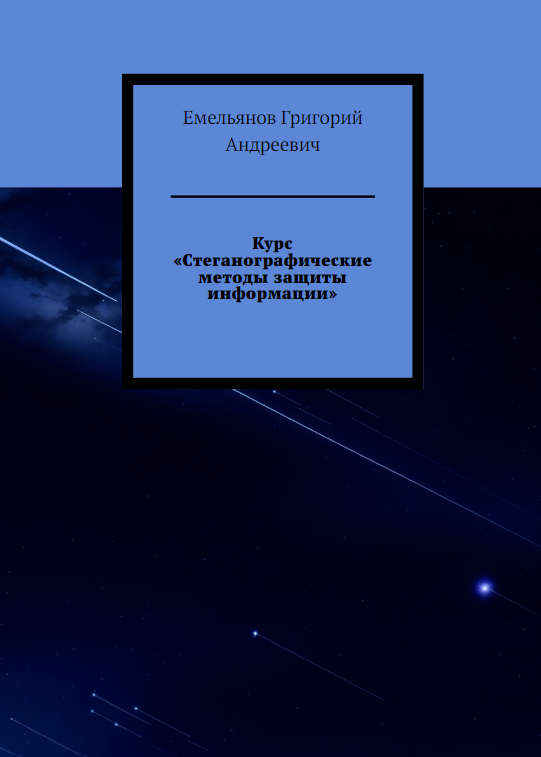 Емельянов Григорий
Андреевич
Курс
«Стеганографические
методы защиты
информации»